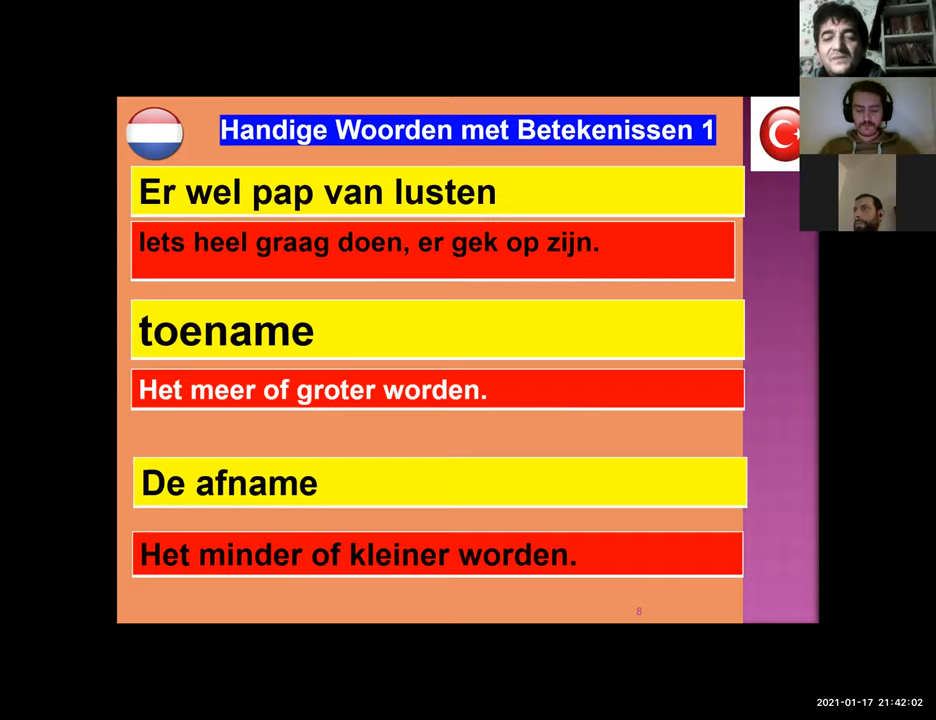 Handige Woorden met Betekenissen 1
Er wel pap van lusten
Iets heel graag doen, er gek op zijn.
toename
Het meer of groter worden.
De afname
Het minder of kleiner worden.
8
2021-01-17 21:42:02